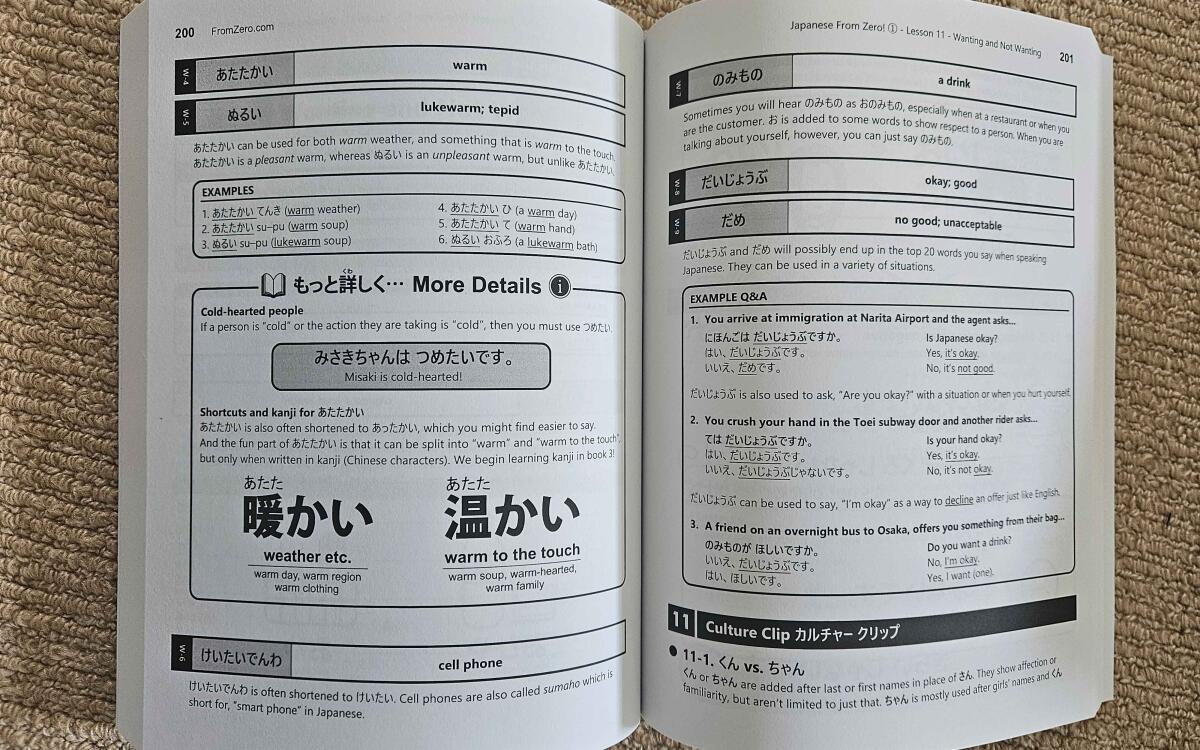 200 FromZero.com
W-4 あたたかい warm
W-5 ぬるい lukewarm; tepid
あたたかい can be used for both warm weather, and something that is warm to the touch.
あたたかい is a pleasant warm, whereas ぬるい is an unpleasant warm, but unlike あたたかい.
EXAMPLES
1. あたたかい てんき (warm weather)
2. あたたかい su–pu (warm soup)
3. ぬるい su–pu (lukewarm soup)
4. あたたかい ひ (a warm day)
5. あたたかい て (warm hand)
6. ぬるい おふろ (a lukewarm bath)
くわ
もっと詳しく… More Details
Cold-hearted people
If a person is "cold" or the action they are taking is "cold", then you must use つめたい.
みさきちゃんは つめたいです。
Misaki is cold-hearted!
Shortcuts and kanji for あたたかい
あたたかい is also often shortened to あったかい, which you might find easier to say.
And the fun part of あたたかい is that it can be split into "warm" and "warm to the touch",
but only when written in kanji (Chinese characters). We begin learning kanji in book 3!
あたた
暖かい
weather etc.
warm day, warm region
warm clothing
あたた
温かい
warm to the touch
warm soup, warm-hearted,
warm family
W-6 けいたいでんわ cell phone
けいたいでんわ is often shortened to けいたい. Cell phones are also called sumaho which is
short for, "smart phone" in Japanese.
Japanese From Zero! ① - Lesson 11 - Wanting and Not Wanting 201
W-7 のみもの a drink
Sometimes you will hear のみもの as おのみもの, especially when at a restaurant or when you
are the customer. お is added to some words to show respect to a person. When you are
talking about yourself, however, you can just say のみもの.
W-8 だいじょうぶ okay; good
W-9 だめ no good; unacceptable
だいじょうぶ and だめ will possibly end up in the top 20 words you say when speaking
Japanese. They can be used in a variety of situations.
EXAMPLE Q&A
1. You arrive at immigration at Narita Airport and the agent asks...
にほんごは だいじょうぶですか。 Is Japanese okay?
はい、だいじょうぶです。 Yes, it's okay.
いいえ、だめです。 No, it's not good.
だいじょうぶ is also used to ask, "Are you okay?" with a situation or when you hurt yourself.
2. You crush your hand in the Toei subway door and another rider asks...
ては だいじょうぶですか。 Is your hand okay?
はい、だいじょうぶです。 Yes, it's okay.
いいえ、だいじょうぶじゃないです。 No, it's not okay.
だいじょうぶ can be used to say, "I'm okay" as a way to decline an offer just like English.
3. A friend on an overnight bus to Osaka, offers you something from their bag...
のみものが ほしいですか。 Do you want a drink?
いいえ、だいじょうぶです。 No, I'm okay.
はい、ほしいです。 Yes, I want (one).
11 Culture Clip カルチャー クリップ
● 11-1. くん vs. ちゃん
くん or ちゃん are added after last or first names in place of さん. They show affection or
familiarity, but aren't limited to just that. ちゃん is mostly used after girls' names and くん